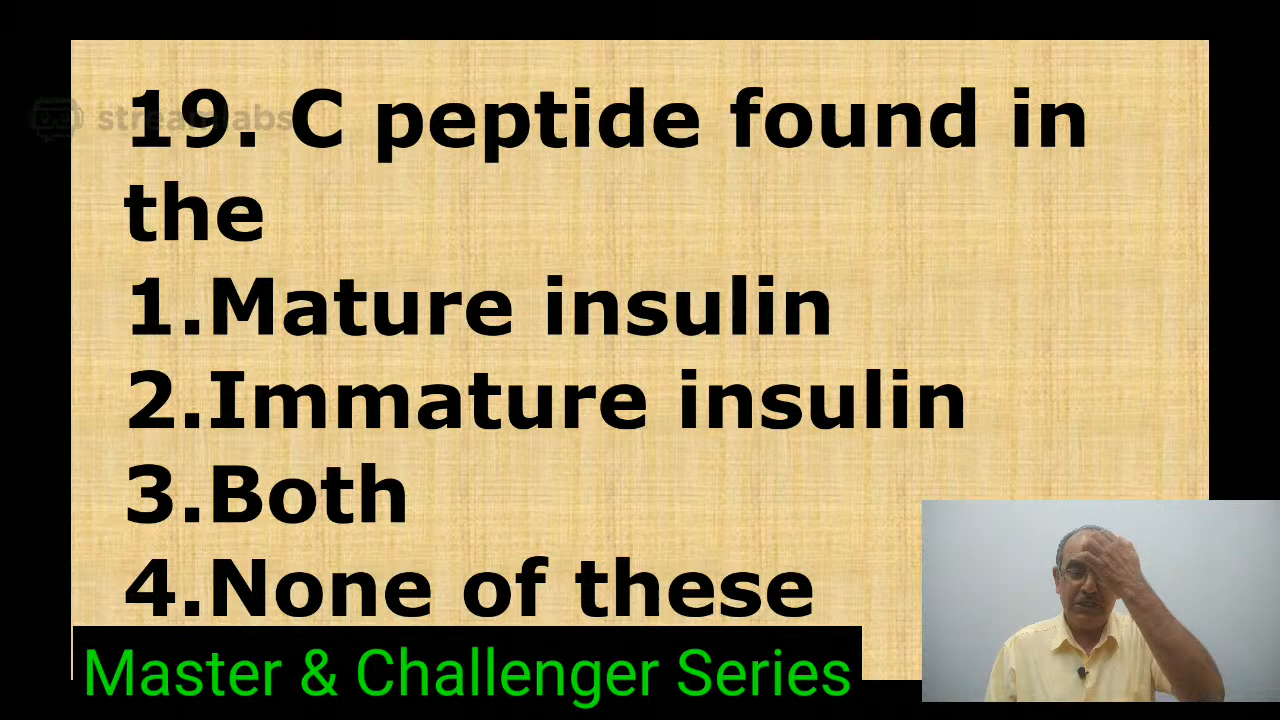 streamlabs
19. C peptide found in
the
1.Mature insulin
2.Immature insulin
3.Both
4.None of these
Master & Challenger Series